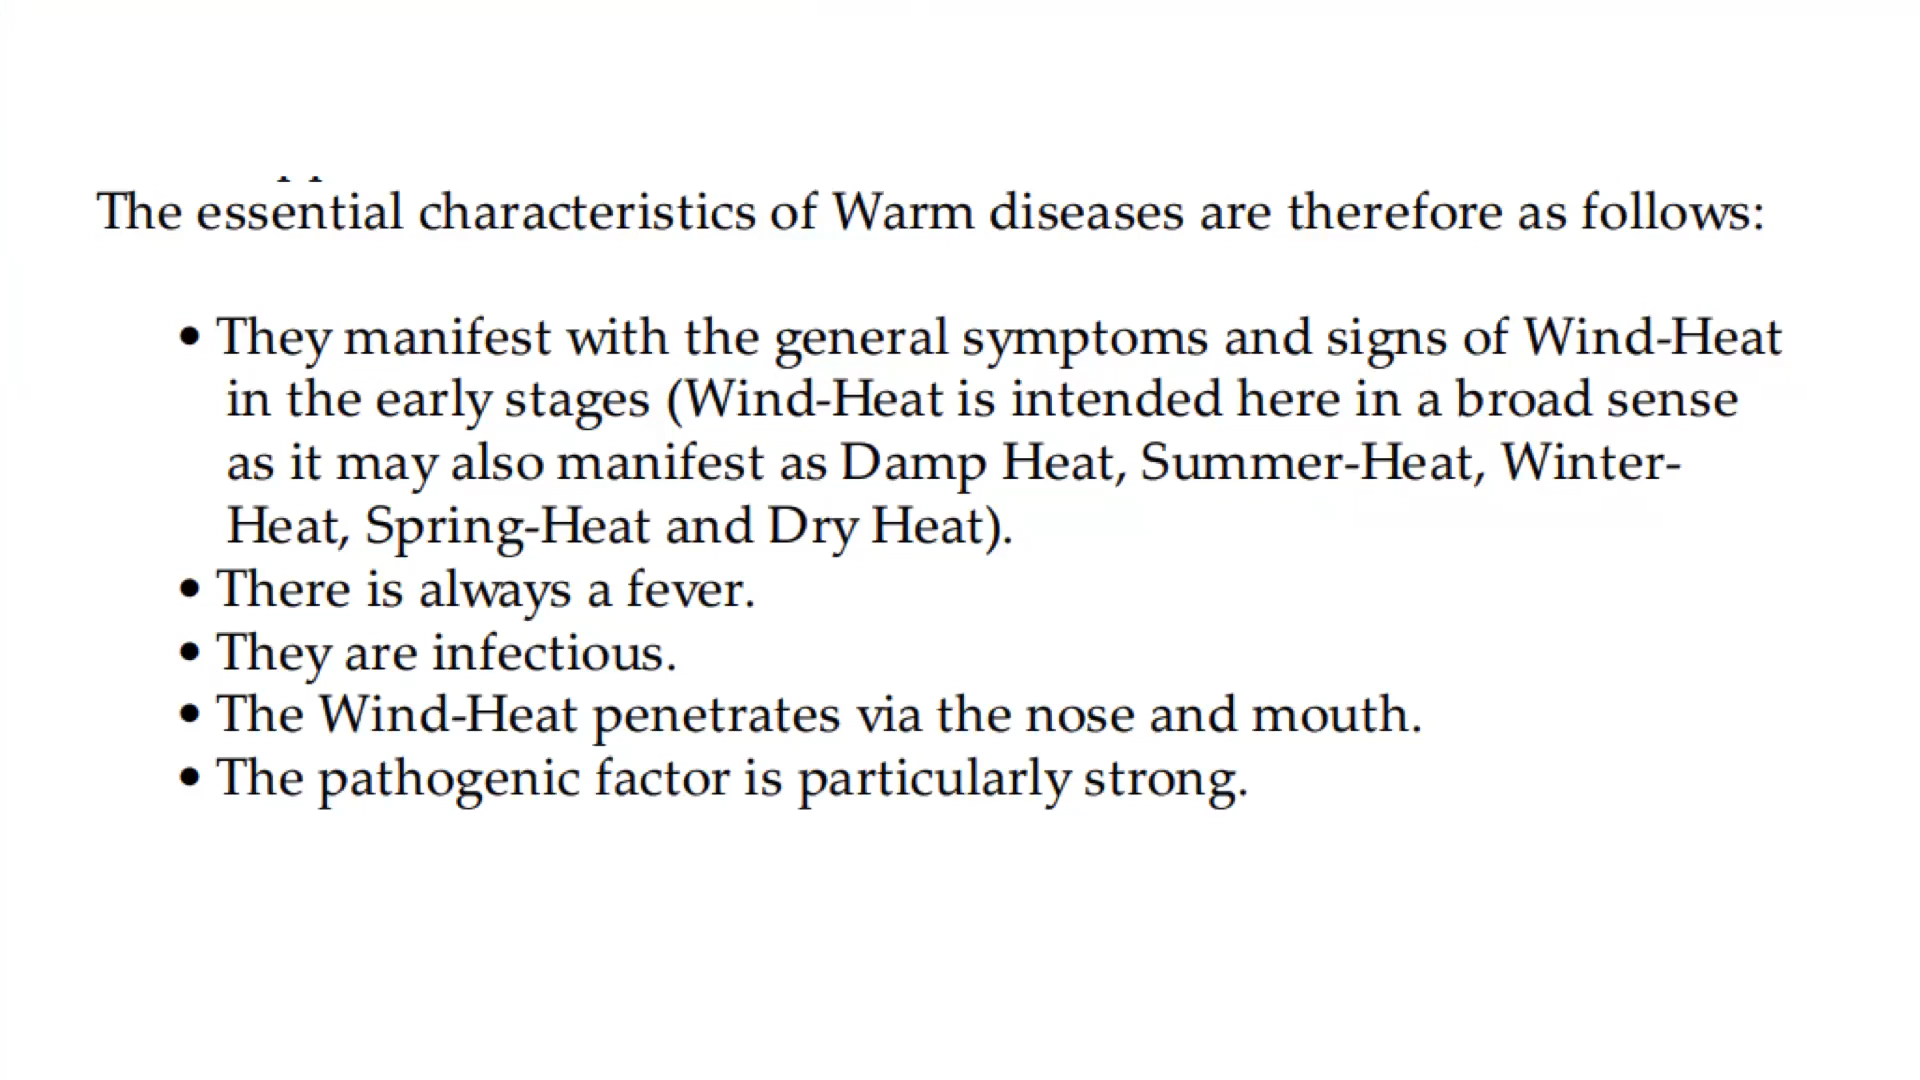 The essential characteristics of Warm diseases are therefore as follows:
• They manifest with the general symptoms and signs of Wind-Heat
in the early stages (Wind-Heat is intended here in a broad sense
as it may also manifest as Damp Heat, Summer-Heat, Winter-
Heat, Spring-Heat and Dry Heat).
• There is always a fever.
• They are infectious.
• The Wind-Heat penetrates via the nose and mouth.
• The pathogenic factor is particularly strong.